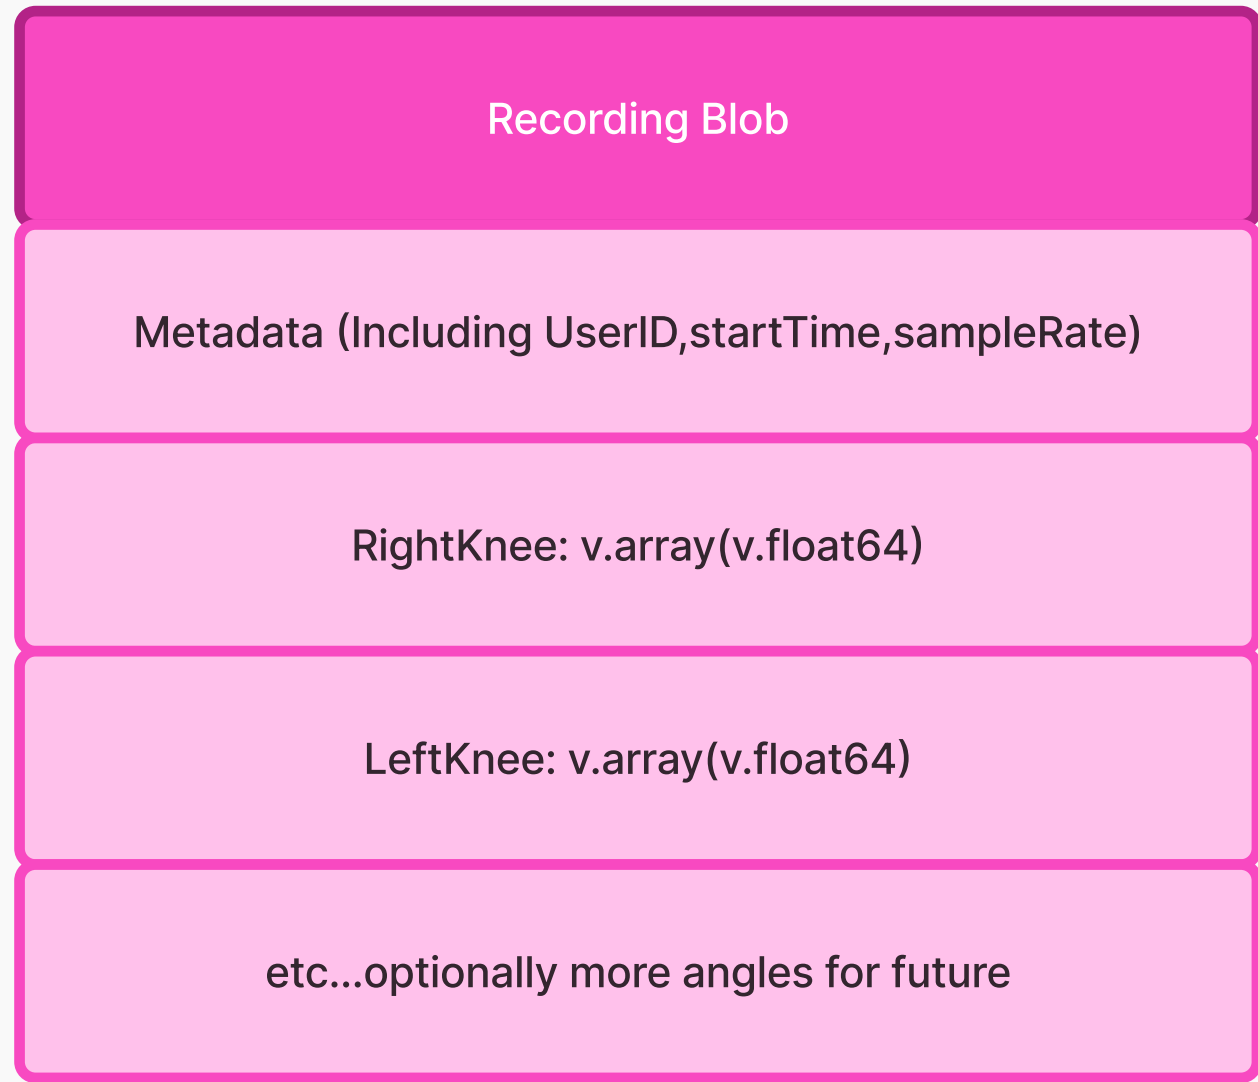 Recording Blob
Metadata (Including UserID,startTime,sampleRate)
RightKnee: v.array(v.float64)
LeftKnee: v.array(v.float64)
etc...optionally more angles for future